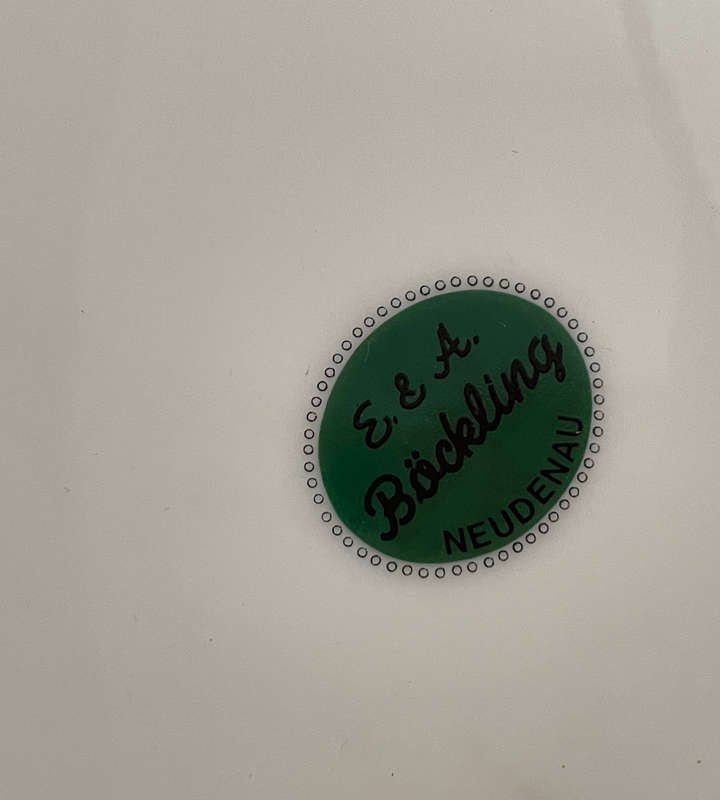 E. & A.
Böckling
NEUDENAU